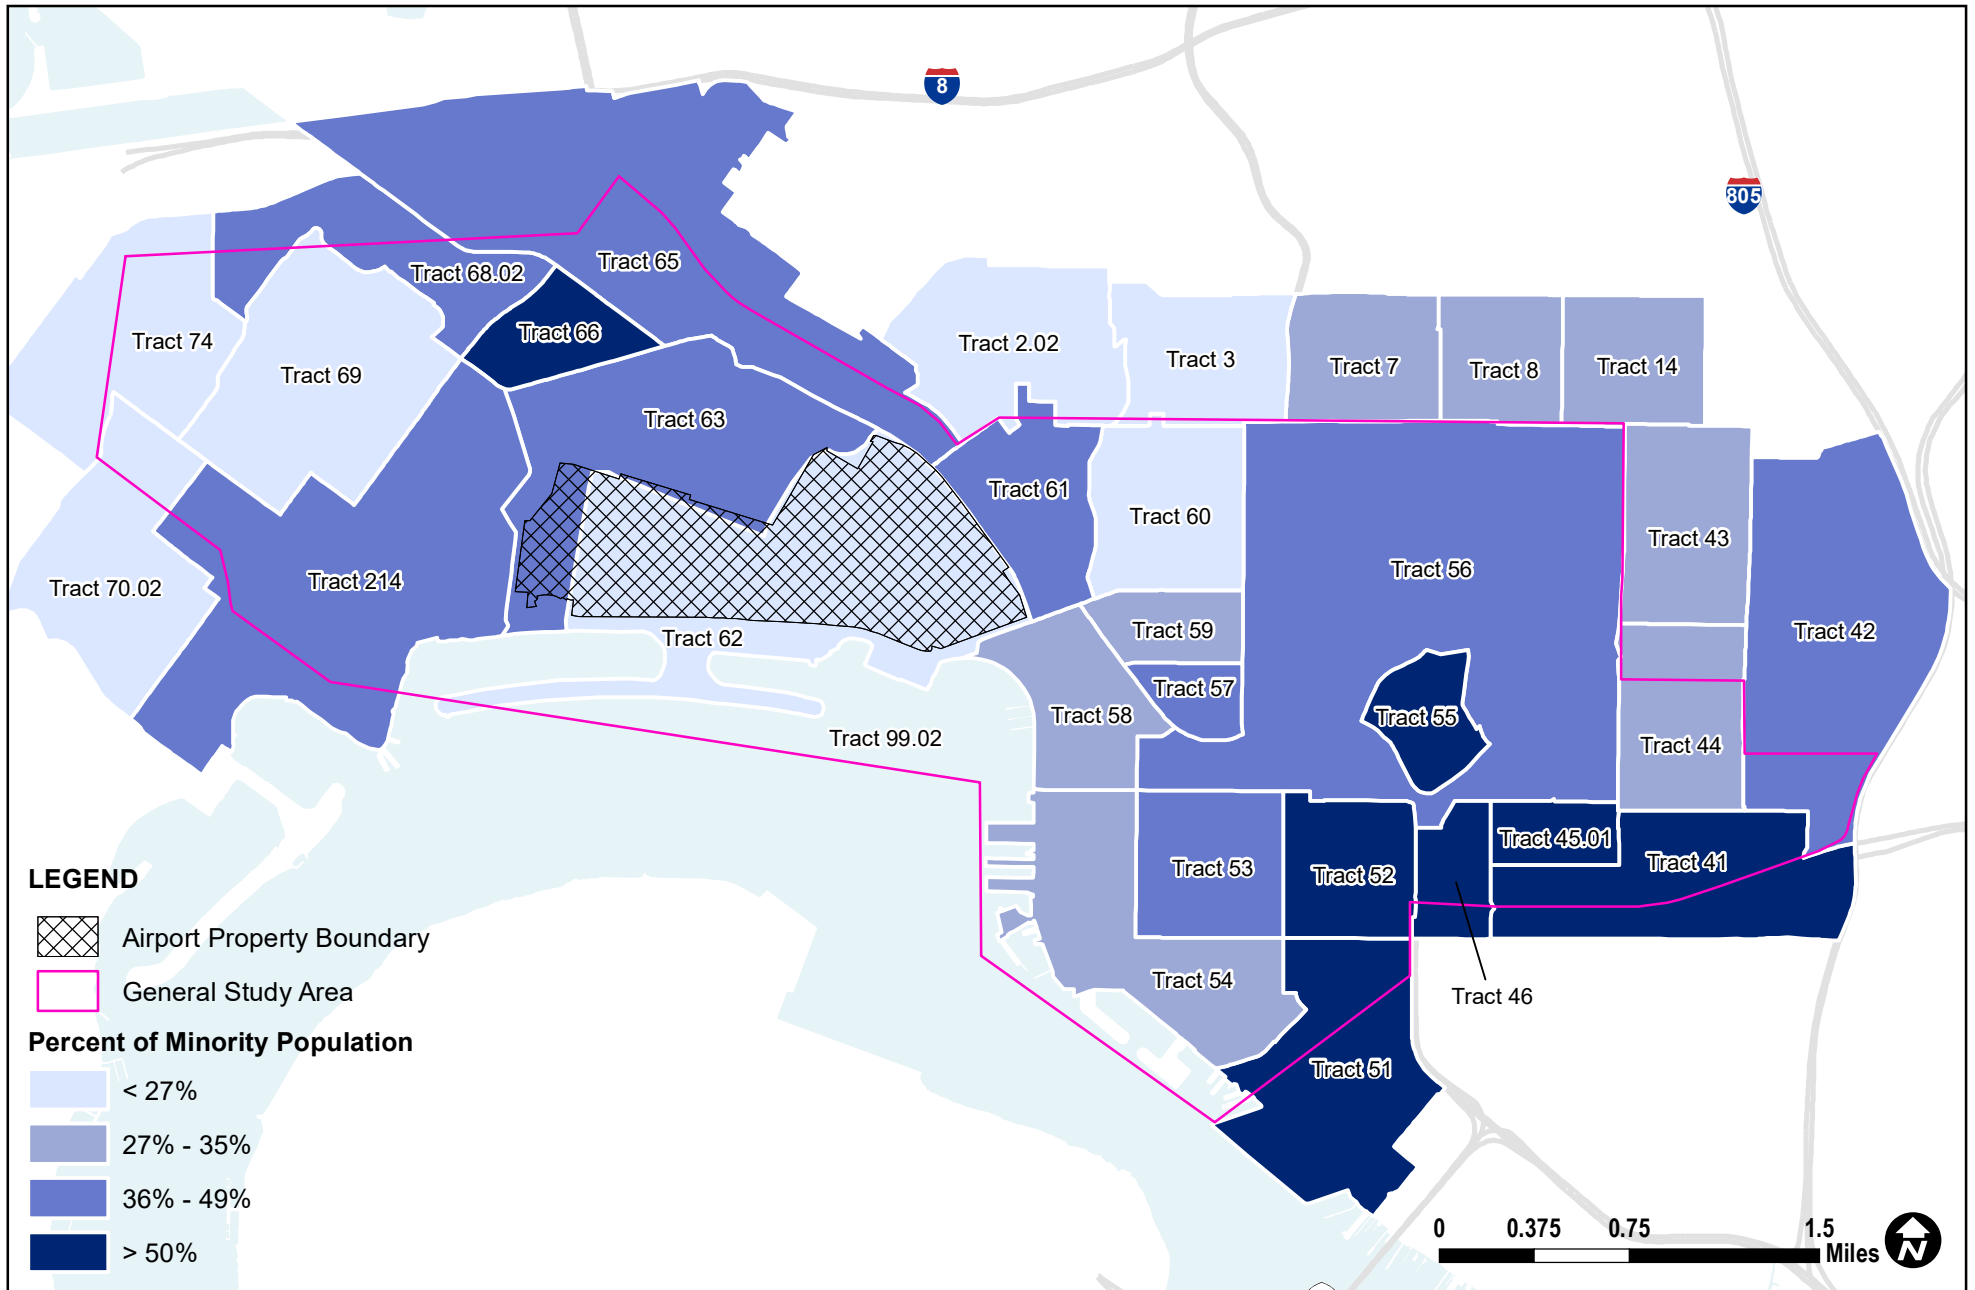 8
805
Tract 65
Tract 68.02
Tract 66
Tract 74
Tract 69
Tract 2.02
Tract 3
Tract 7
Tract 8
Tract 14
Tract 63
Tract 61
Tract 60
Tract 43
Tract 56
Tract 70.02
Tract 214
Tract 62
Tract 59
Tract 42
Tract 57
Tract 58
Tract 55
Tract 99.02
Tract 44
Tract 53
Tract 52
Tract 45.01
Tract 41
Tract 54
Tract 46
Tract 51
LEGEND
Airport Property Boundary
General Study Area
Percent of Minority Population
< 27%
27% - 35%
36% - 49%
> 50%
0 0.375 0.75 1.5
Miles
N